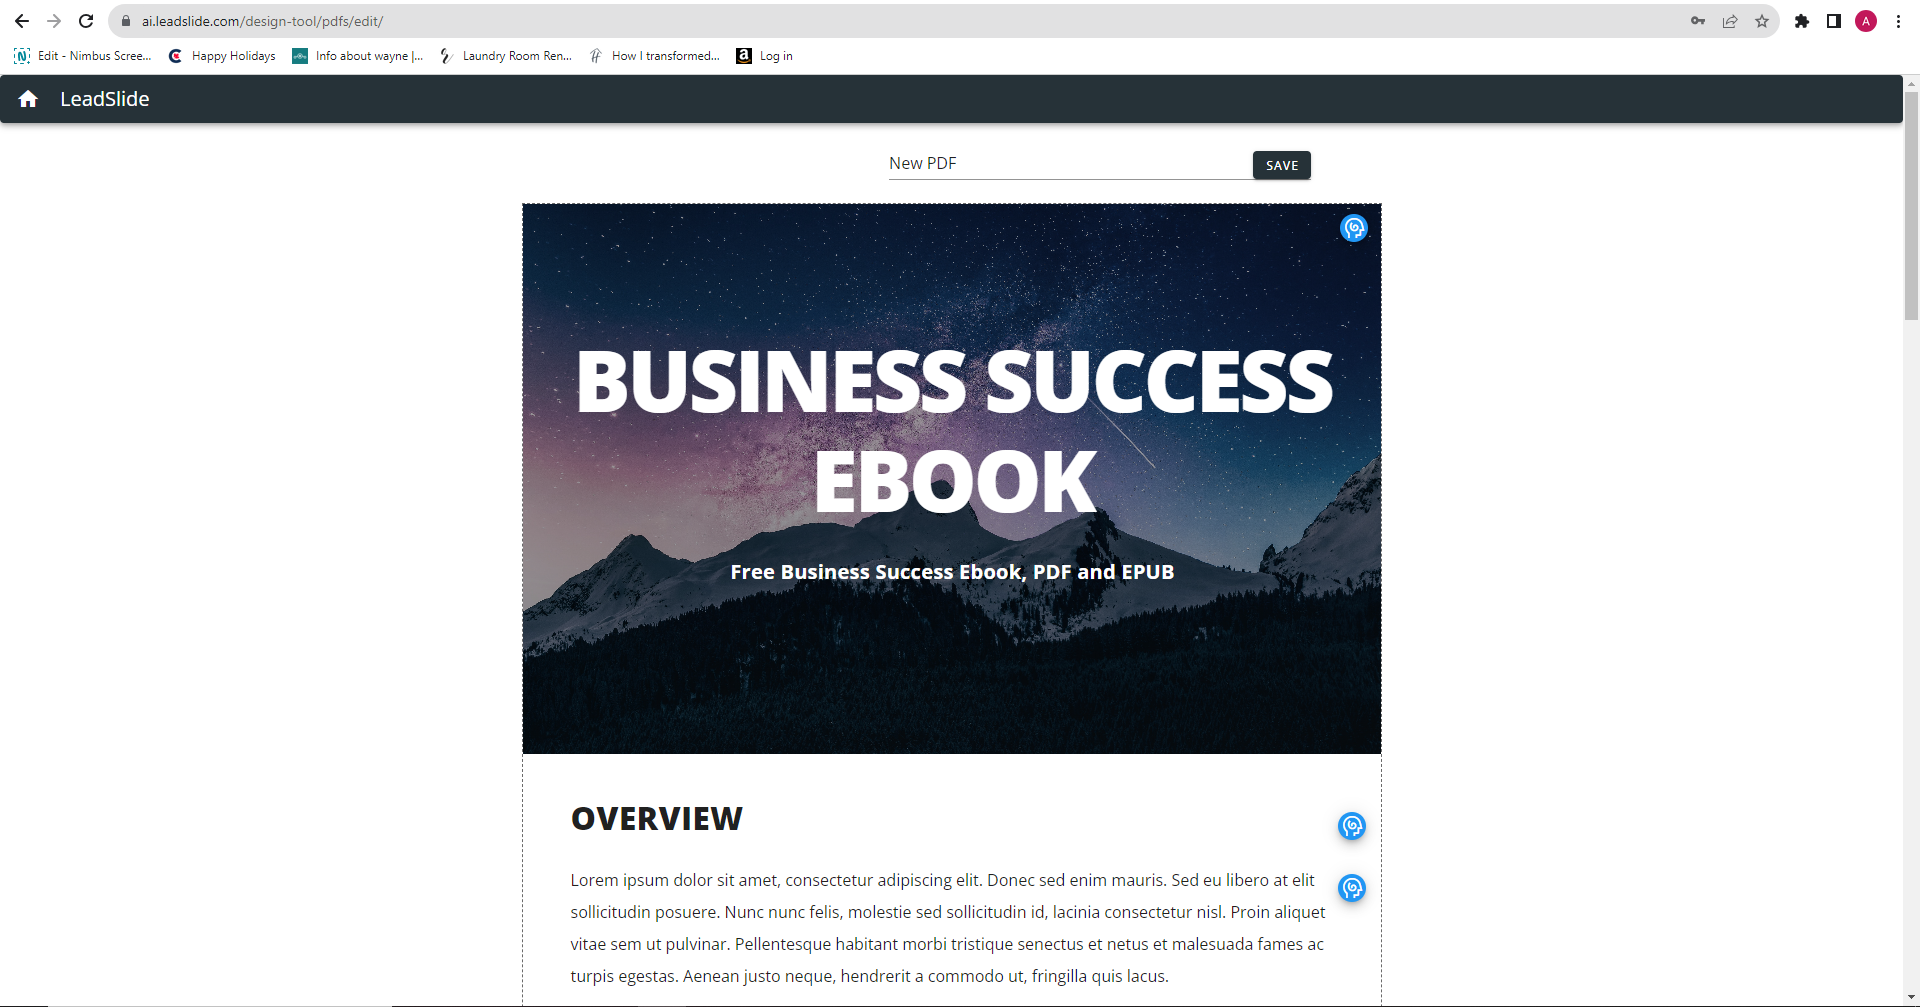 ai.leadslide.com/design-tool/pdfs/edit/
A
Edit - Nimbus Scree...
Happy Holidays
Info about wayne |...
Laundry Room Ren...
How I transformed...
Log in
LeadSlide
New PDF
SAVE
BUSINESS SUCCESS
EBOOK
Free Business Success Ebook, PDF and EPUB
OVERVIEW
Lorem ipsum dolor sit amet, consectetur adipiscing elit. Donec sed enim mauris. Sed eu libero at elit
sollicitudin posuere. Nunc nunc felis, molestie sed sollicitudin id, lacinia consectetur nisl. Proin aliquet
vitae sem ut pulvinar. Pellentesque habitant morbi tristique senectus et netus et malesuada fames ac
turpis egestas. Aenean justo neque, hendrerit a commodo ut, fringilla quis lacus.